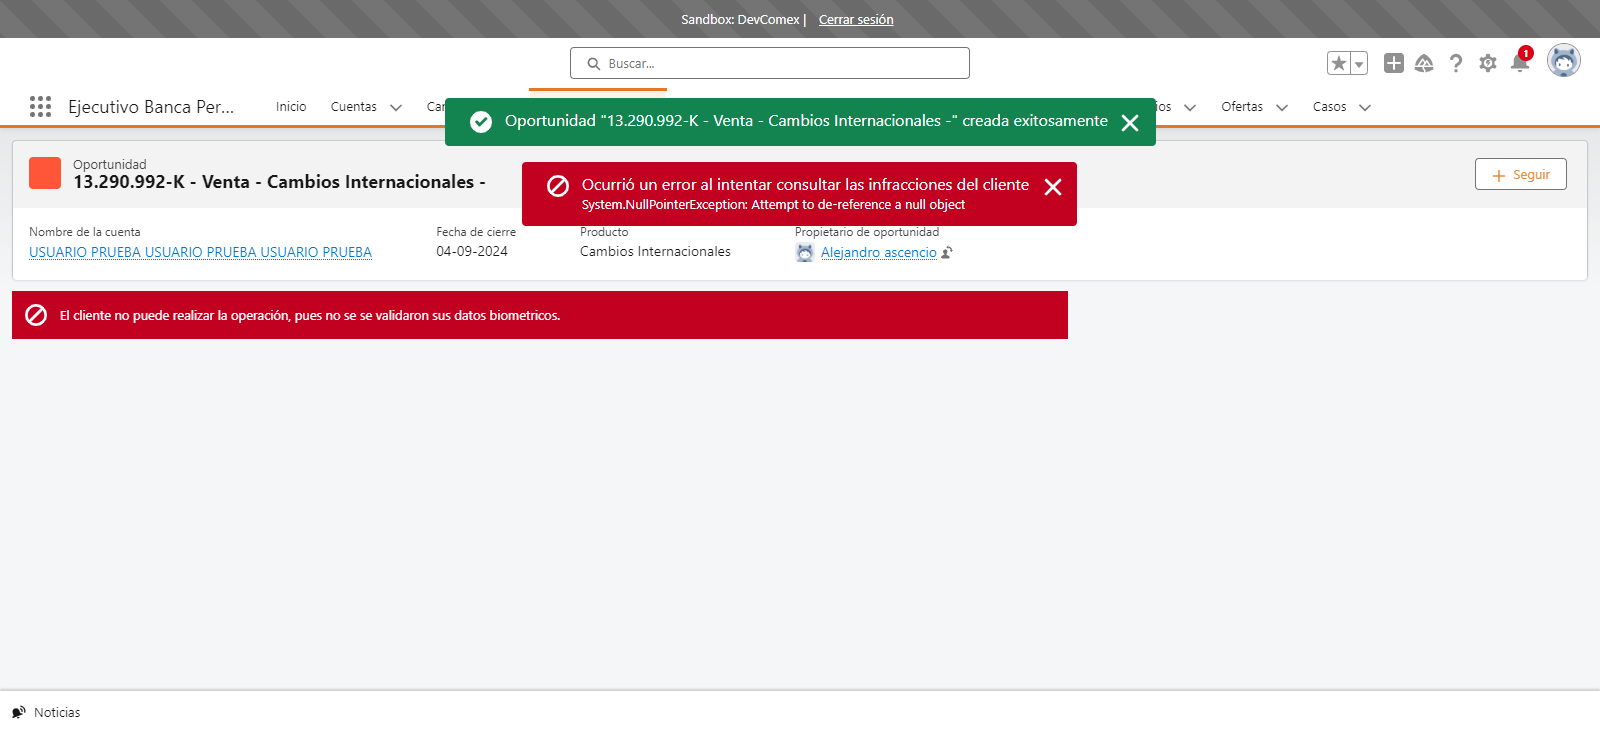 Sandbox: DevComex | Cerrar sesión
Buscar...
1
Ejecutivo Banca Per... Inicio Cuentas Ofertas Casos
Oportunidad "13.290.992-K - Venta - Cambios Internacionales -" creada exitosamente
Oportunidad
13.290.992-K - Venta - Cambios Internacionales -
Seguir
Ocurrió un error al intentar consultar las infracciones del cliente
System.NullPointerException: Attempt to de-reference a null object
Nombre de la cuenta Fecha de cierre Producto Propietario de oportunidad
USUARIO PRUEBA USUARIO PRUEBA USUARIO PRUEBA 04-09-2024 Cambios Internacionales Alejandro ascencio
El cliente no puede realizar la operación, pues no se se validaron sus datos biometricos.
Noticias